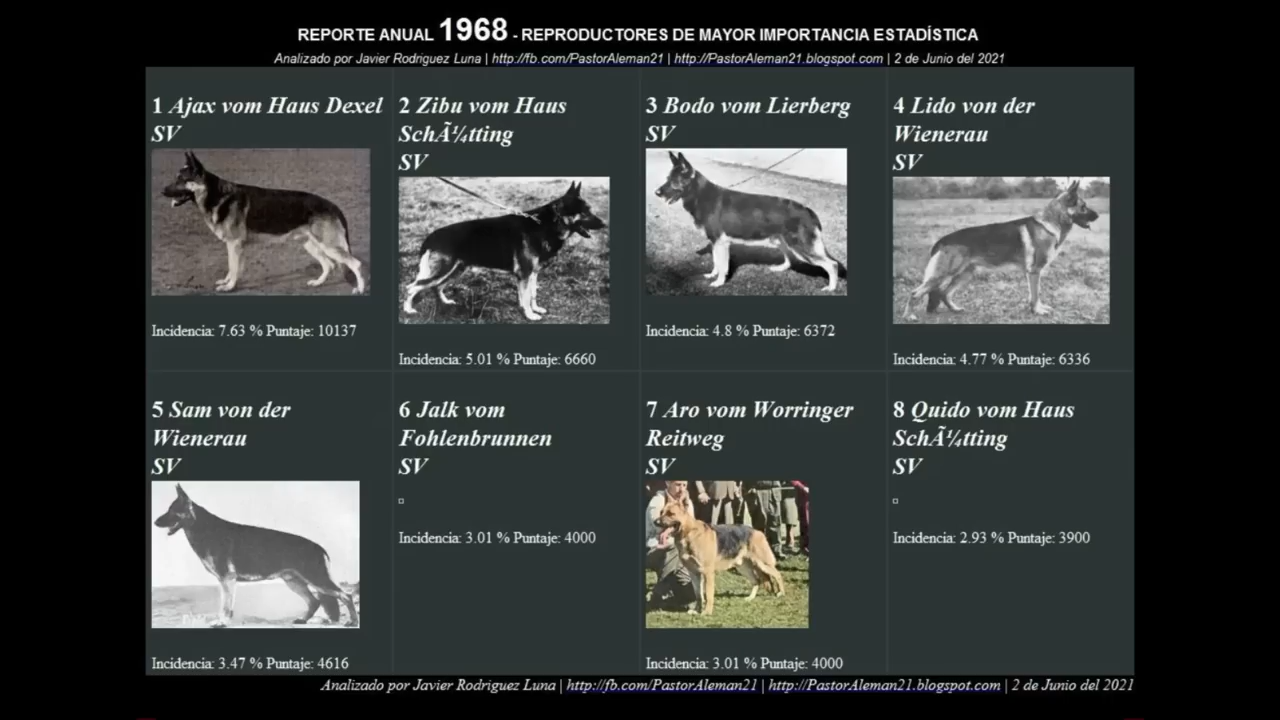 REPORTE ANUAL 1968 - REPRODUCTORES DE MAYOR IMPORTANCIA ESTADÍSTICA
Analizado por Javier Rodriguez Luna | http://fb.com/PastorAleman21 | http://PastorAleman21.blogspot.com | 2 de Junio del 2021
1 Ajax vom Haus Dexel
SV
Incidencia: 7.63 % Puntaje: 10137
2 Zibu vom Haus
SchÃ¼tting
SV
Incidencia: 5.01 % Puntaje: 6660
3 Bodo vom Lierberg
SV
Incidencia: 4.8 % Puntaje: 6372
4 Lido von der
Wienerau
SV
Incidencia: 4.77 % Puntaje: 6336
5 Sam von der
Wienerau
SV
Incidencia: 3.47 % Puntaje: 4616
6 Jalk vom
Fohlenbrunnen
SV
Incidencia: 3.01 % Puntaje: 4000
7 Aro vom Worringer
Reitweg
SV
Incidencia: 3.01 % Puntaje: 4000
8 Quido vom Haus
SchÃ¼tting
SV
Incidencia: 2.93 % Puntaje: 3900
Analizado por Javier Rodriguez Luna | http://fb.com/PastorAleman21 | http://PastorAleman21.blogspot.com | 2 de Junio del 2021